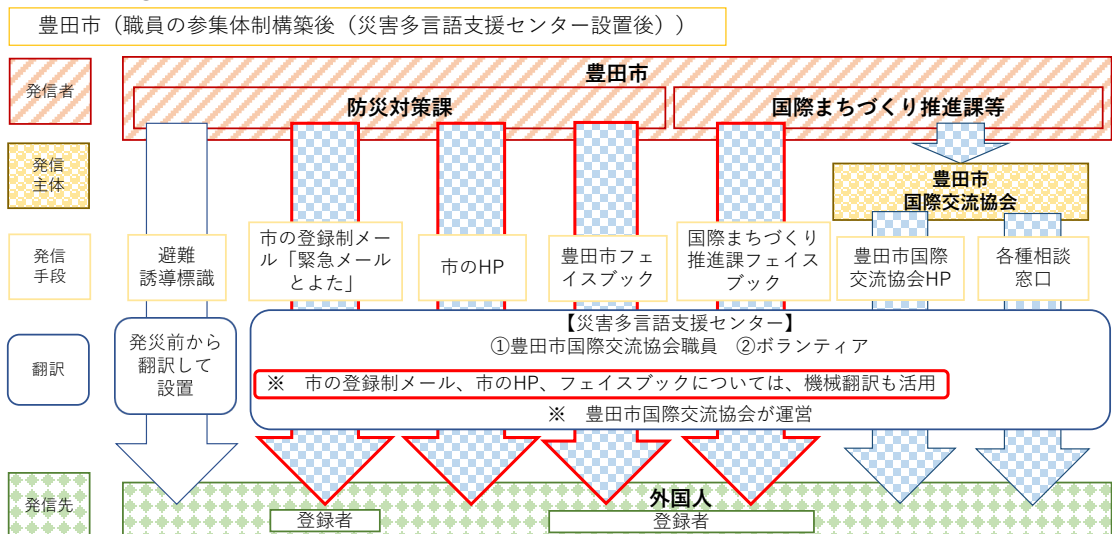 豊田市（職員の参集体制構築後（災害多言語支援センター設置後））
発信者
豊田市
防災対策課
国際まちづくり推進課等
発信
主体
豊田市
国際交流協会
発信
手段
避難
誘導標識
市の登録制メー
ル「緊急メール
とよた」
市のHP
豊田市フェ
イスブック
国際まちづくり
推進課フェイス
ブック
豊田市国際
交流協会HP
各種相談
窓口
翻訳
発災前から
翻訳して
設置
【災害多言語支援センター】
①豊田市国際交流協会職員　②ボランティア
※　市の登録制メール、市のHP、フェイスブックについては、機械翻訳も活用
※　豊田市国際交流協会が運営
発信先
外国人
登録者
登録者